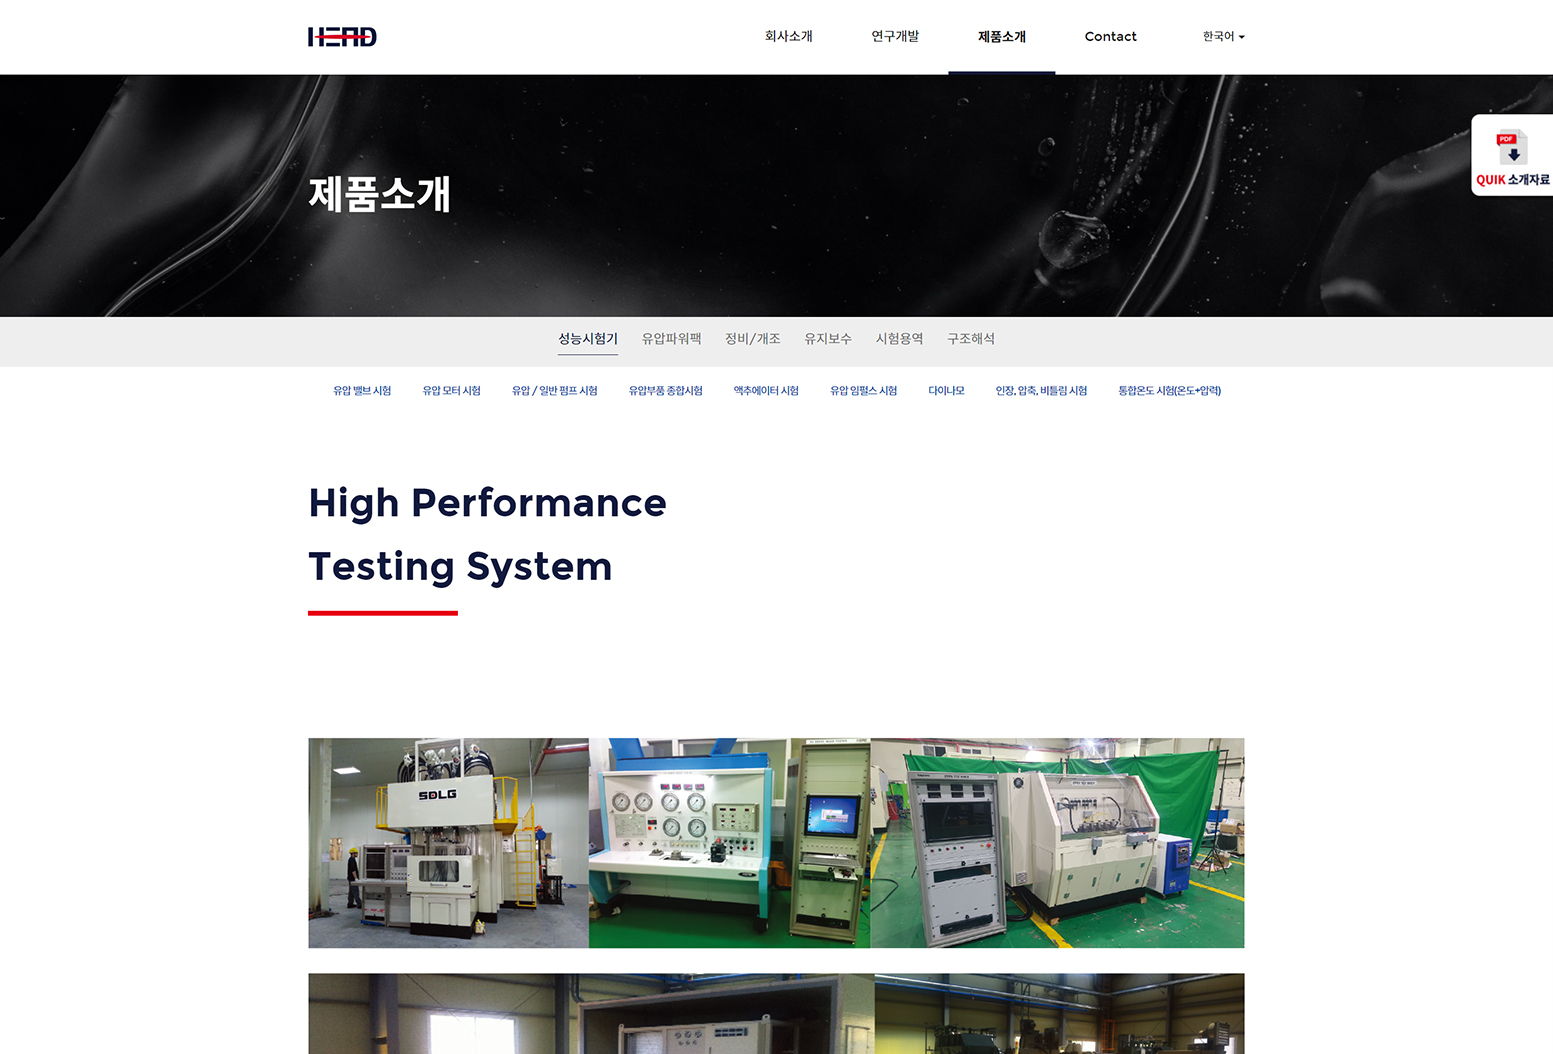 HEAD
회사소개
연구개발
제품소개
Contact
한국어
제품소개
PDF
QUIK 소개자료
성능시험기
유압파워팩
정비/개조
유지보수
시험용역
구조해석
유압 밸브 시험
유압 모터 시험
유압 / 일반 펌프 시험
유압부품 종합시험
액추에이터 시험
유압 임펄스 시험
다이나모
인장, 압축, 비틀림 시험
통합온도 시험(온도+압력)
High Performance
Testing System
SDLG